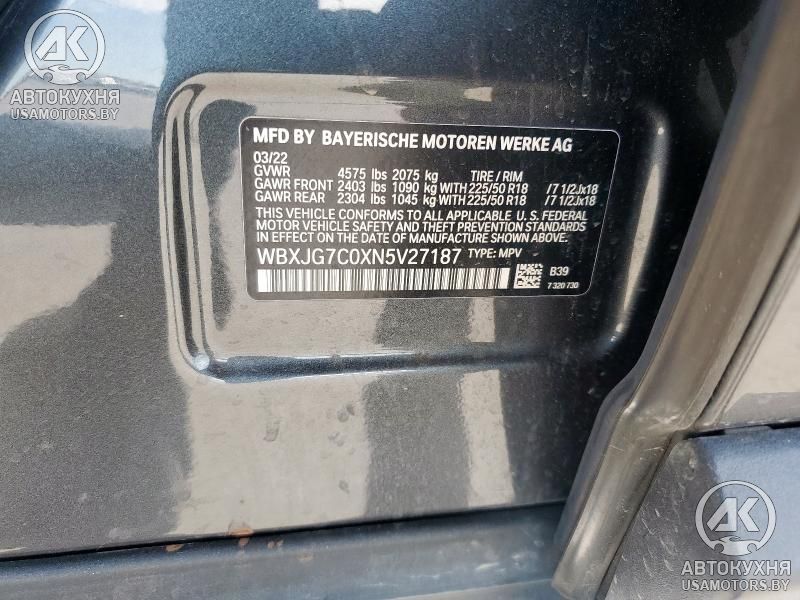 AK
АВТОКУХНЯ
USAMOTORS.BY
MFD BY BAYERISCHE MOTOREN WERKE AG
03/22
GVWR 4575 lbs 2075 kg TIRE / RIM
GAWR FRONT 2403 lbs 1090 kg WITH 225/50 R18 /7 1/2Jx18
GAWR REAR 2304 lbs 1045 kg WITH 225/50 R18 /7 1/2Jx18
THIS VEHICLE CONFORMS TO ALL APPLICABLE U. S. FEDERAL
MOTOR VEHICLE SAFETY AND THEFT PREVENTION STANDARDS
IN EFFECT ON THE DATE OF MANUFACTURE SHOWN ABOVE.
WBXJG7C0XN5V27187 TYPE: MPV
B39
7 320 730
AK
АВТОКУХНЯ
USAMOTORS.BY